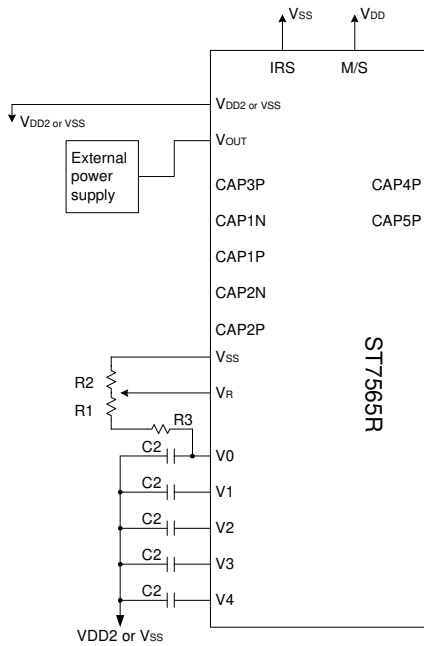 VSS
VDD
IRS
M/S
VDD2 or VSS
VDD2 or VSS
VOUT
External
power
supply
CAP3P
CAP4P
CAP1N
CAP5P
CAP1P
CAP2N
CAP2P
VSS
R2
VR
R1
R3
ST7565R
C2
V0
C2
V1
C2
V2
C2
V3
C2
V4
VDD2 or VSS